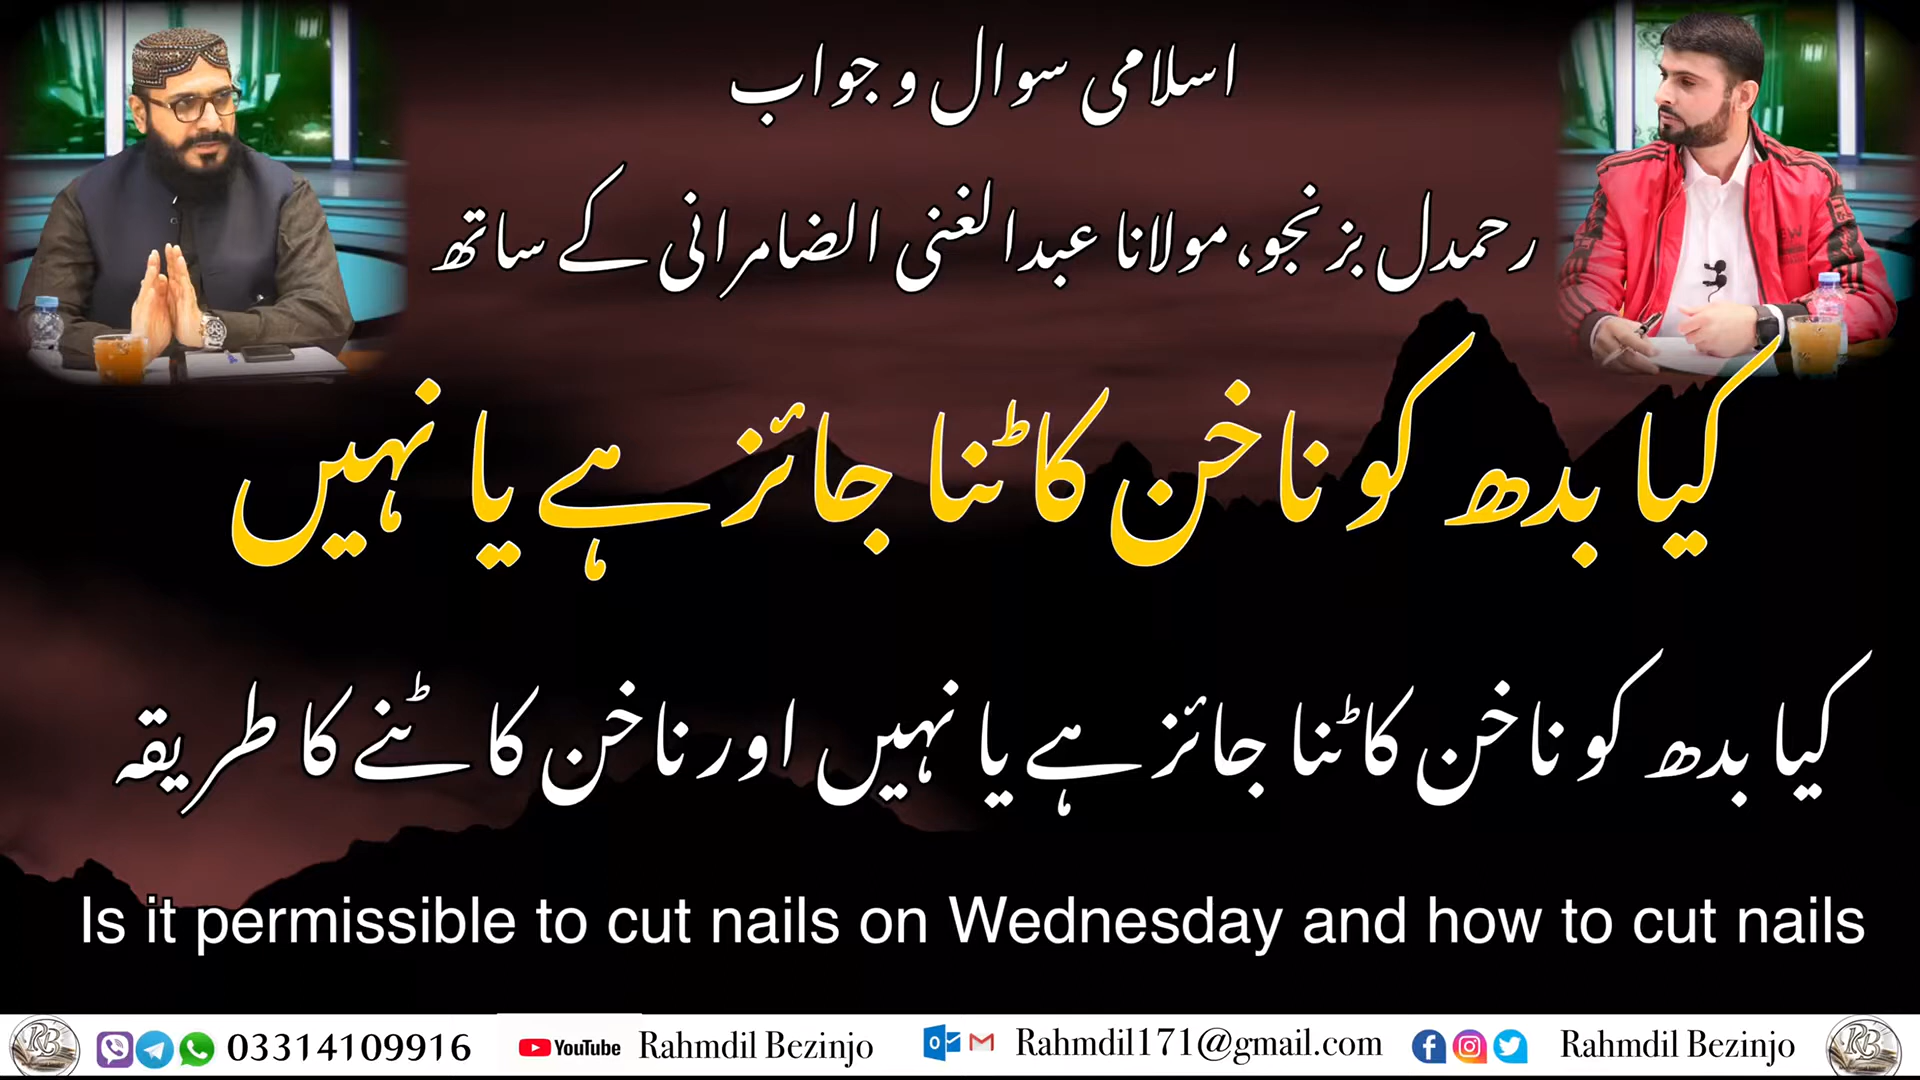 اسلامی سوال و جواب
رحمدل بزنجو، مولانا عبدالغنی الضامرانی کے ساتھ
کیا بدھ کو ناخن کاٹنا جائز ہے یا نہیں
کیا بدھ کو ناخن کاٹنا جائز ہے یا نہیں اور ناخن کاٹنے کا طریقہ
Is it permissible to cut nails on Wednesday and how to cut nails
RB 03314109916 YouTube Rahmdil Bezinjo Rahmdil171@gmail.com Rahmdil Bezinjo RB